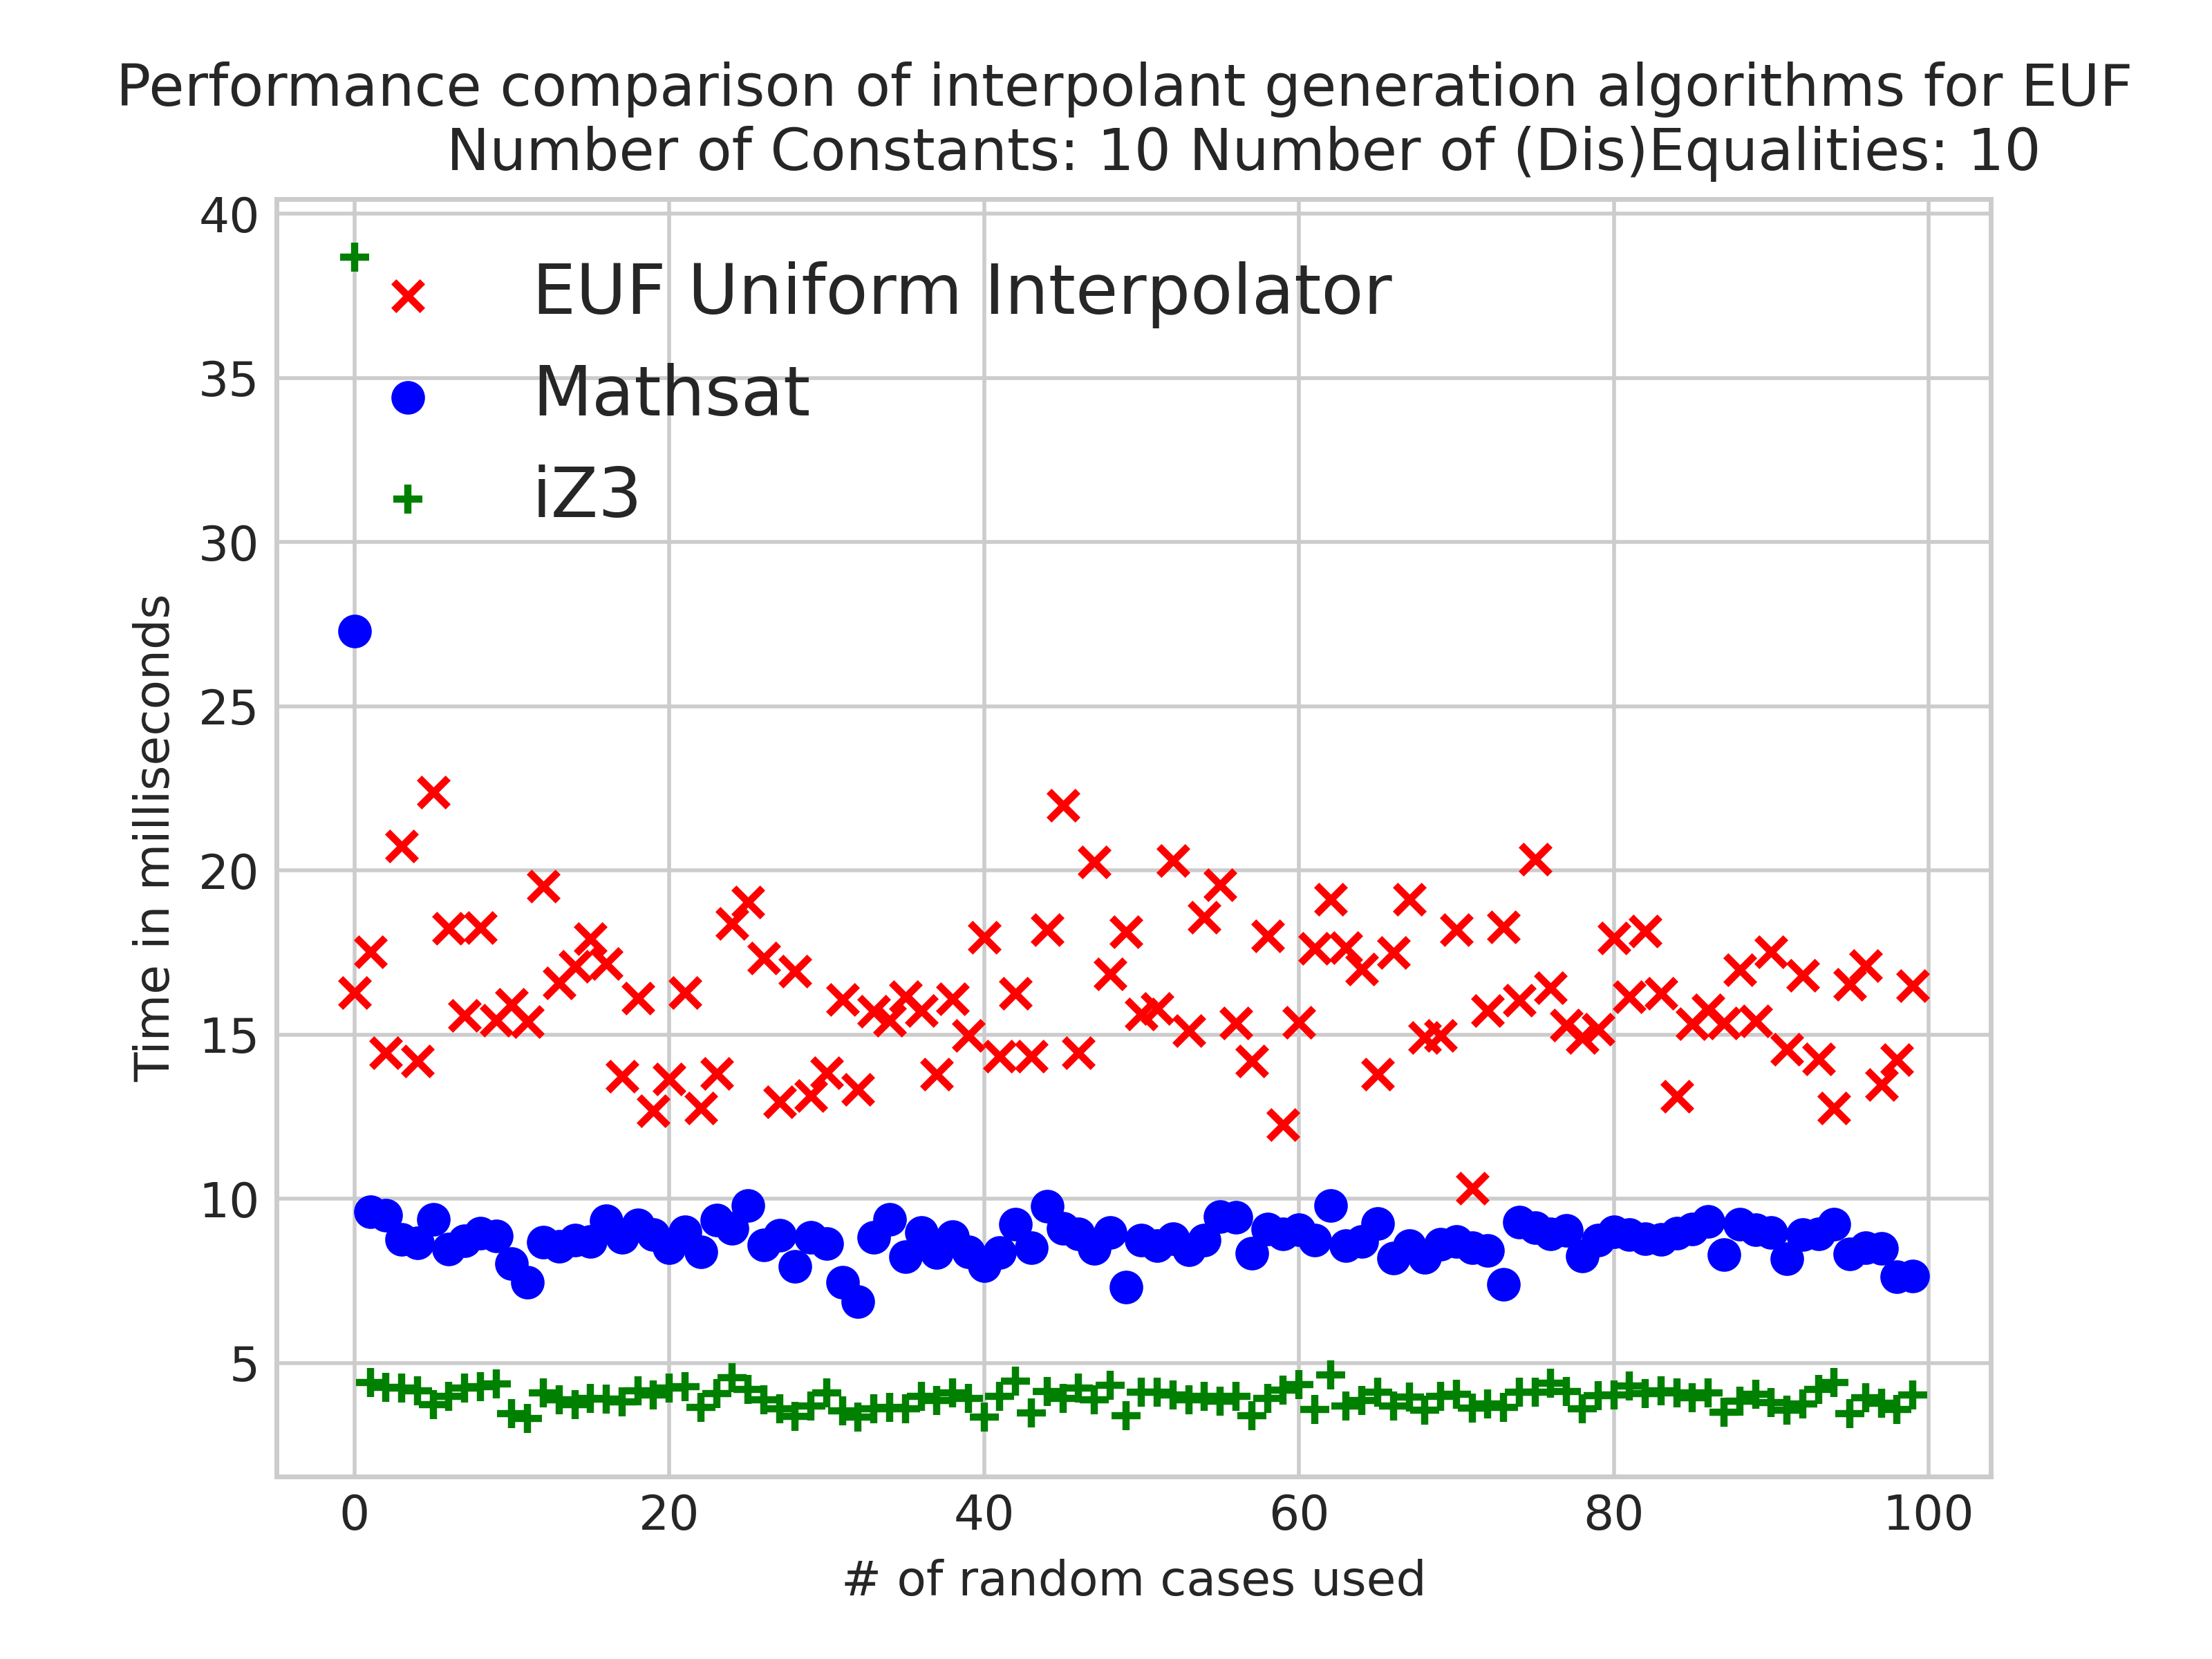 Performance comparison of interpolant generation algorithms for EUF
Number of Constants: 10 Number of (Dis)Equalities: 10
40
35
30
25
20
15
10
5
Time in milliseconds
EUF Uniform Interpolator
Mathsat
iZ3
0 20 40 60 80 100
# of random cases used